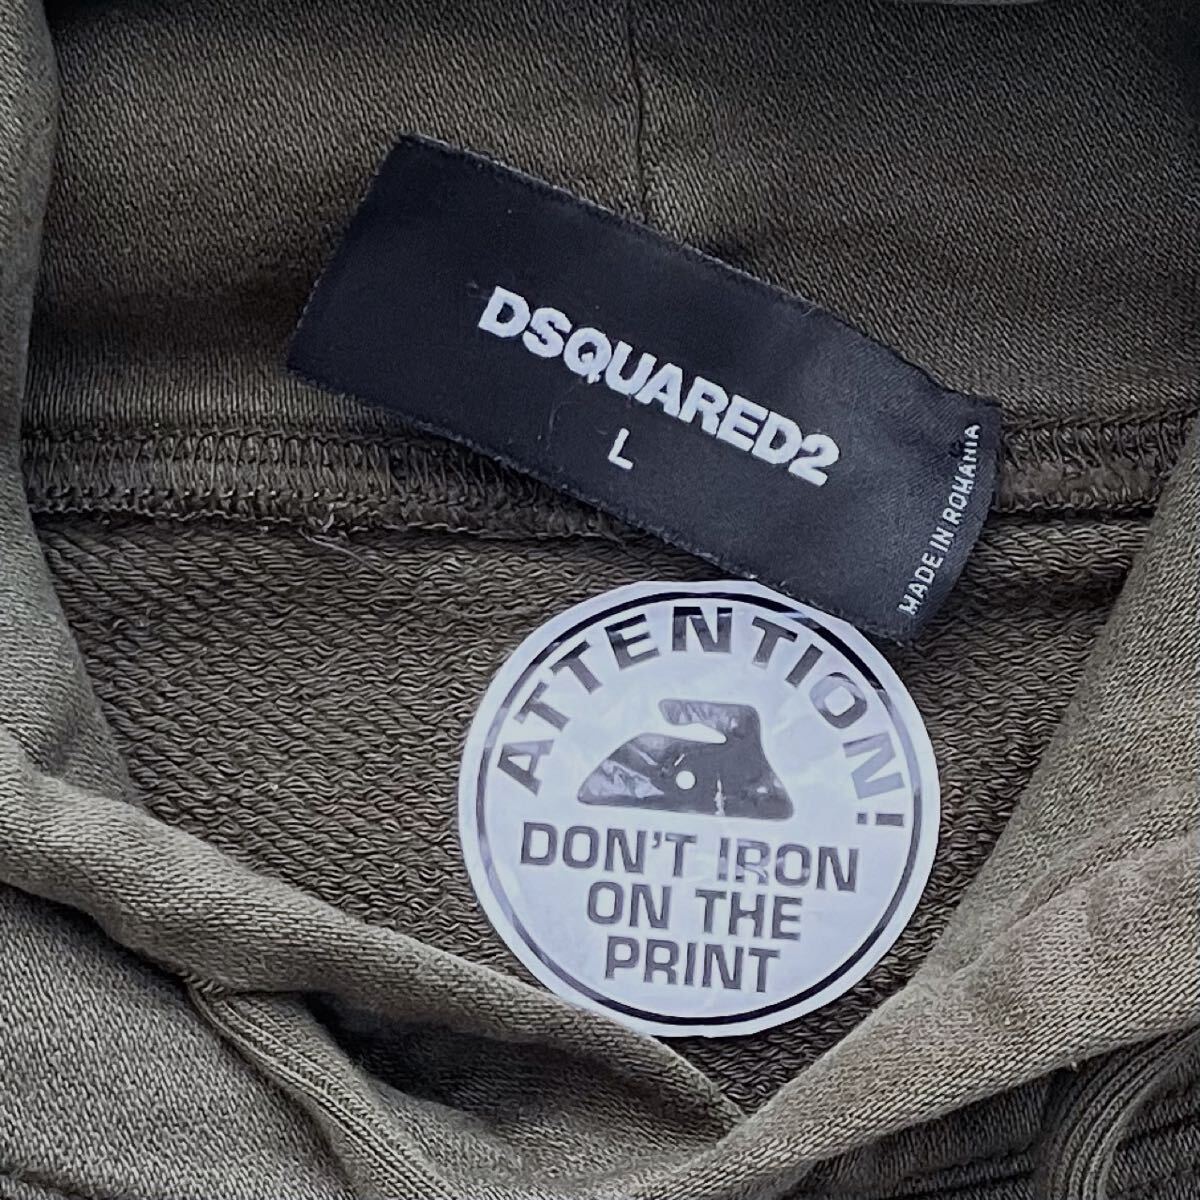 DSQUARED2
L
MADE IN ROMANIA
ATTENTION!
DON'T IRON
ON THE
PRINT